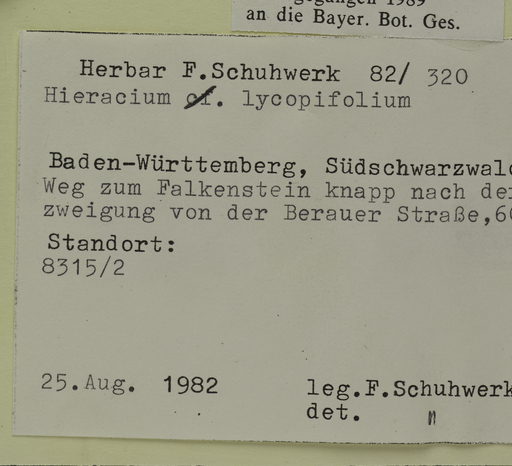 1989
an die Bayer. Bot. Ges.
Herbar F.Schuhwerk 82/ 320
Hieracium cf. lycopifolium
Baden-Württemberg, Südschwarzwal
Weg zum Falkenstein knapp nach de
zweigung von der Berauer Straße,6
Standort:
8315/2
25.Aug. 1982
leg.F.Schuhwerk
det. "